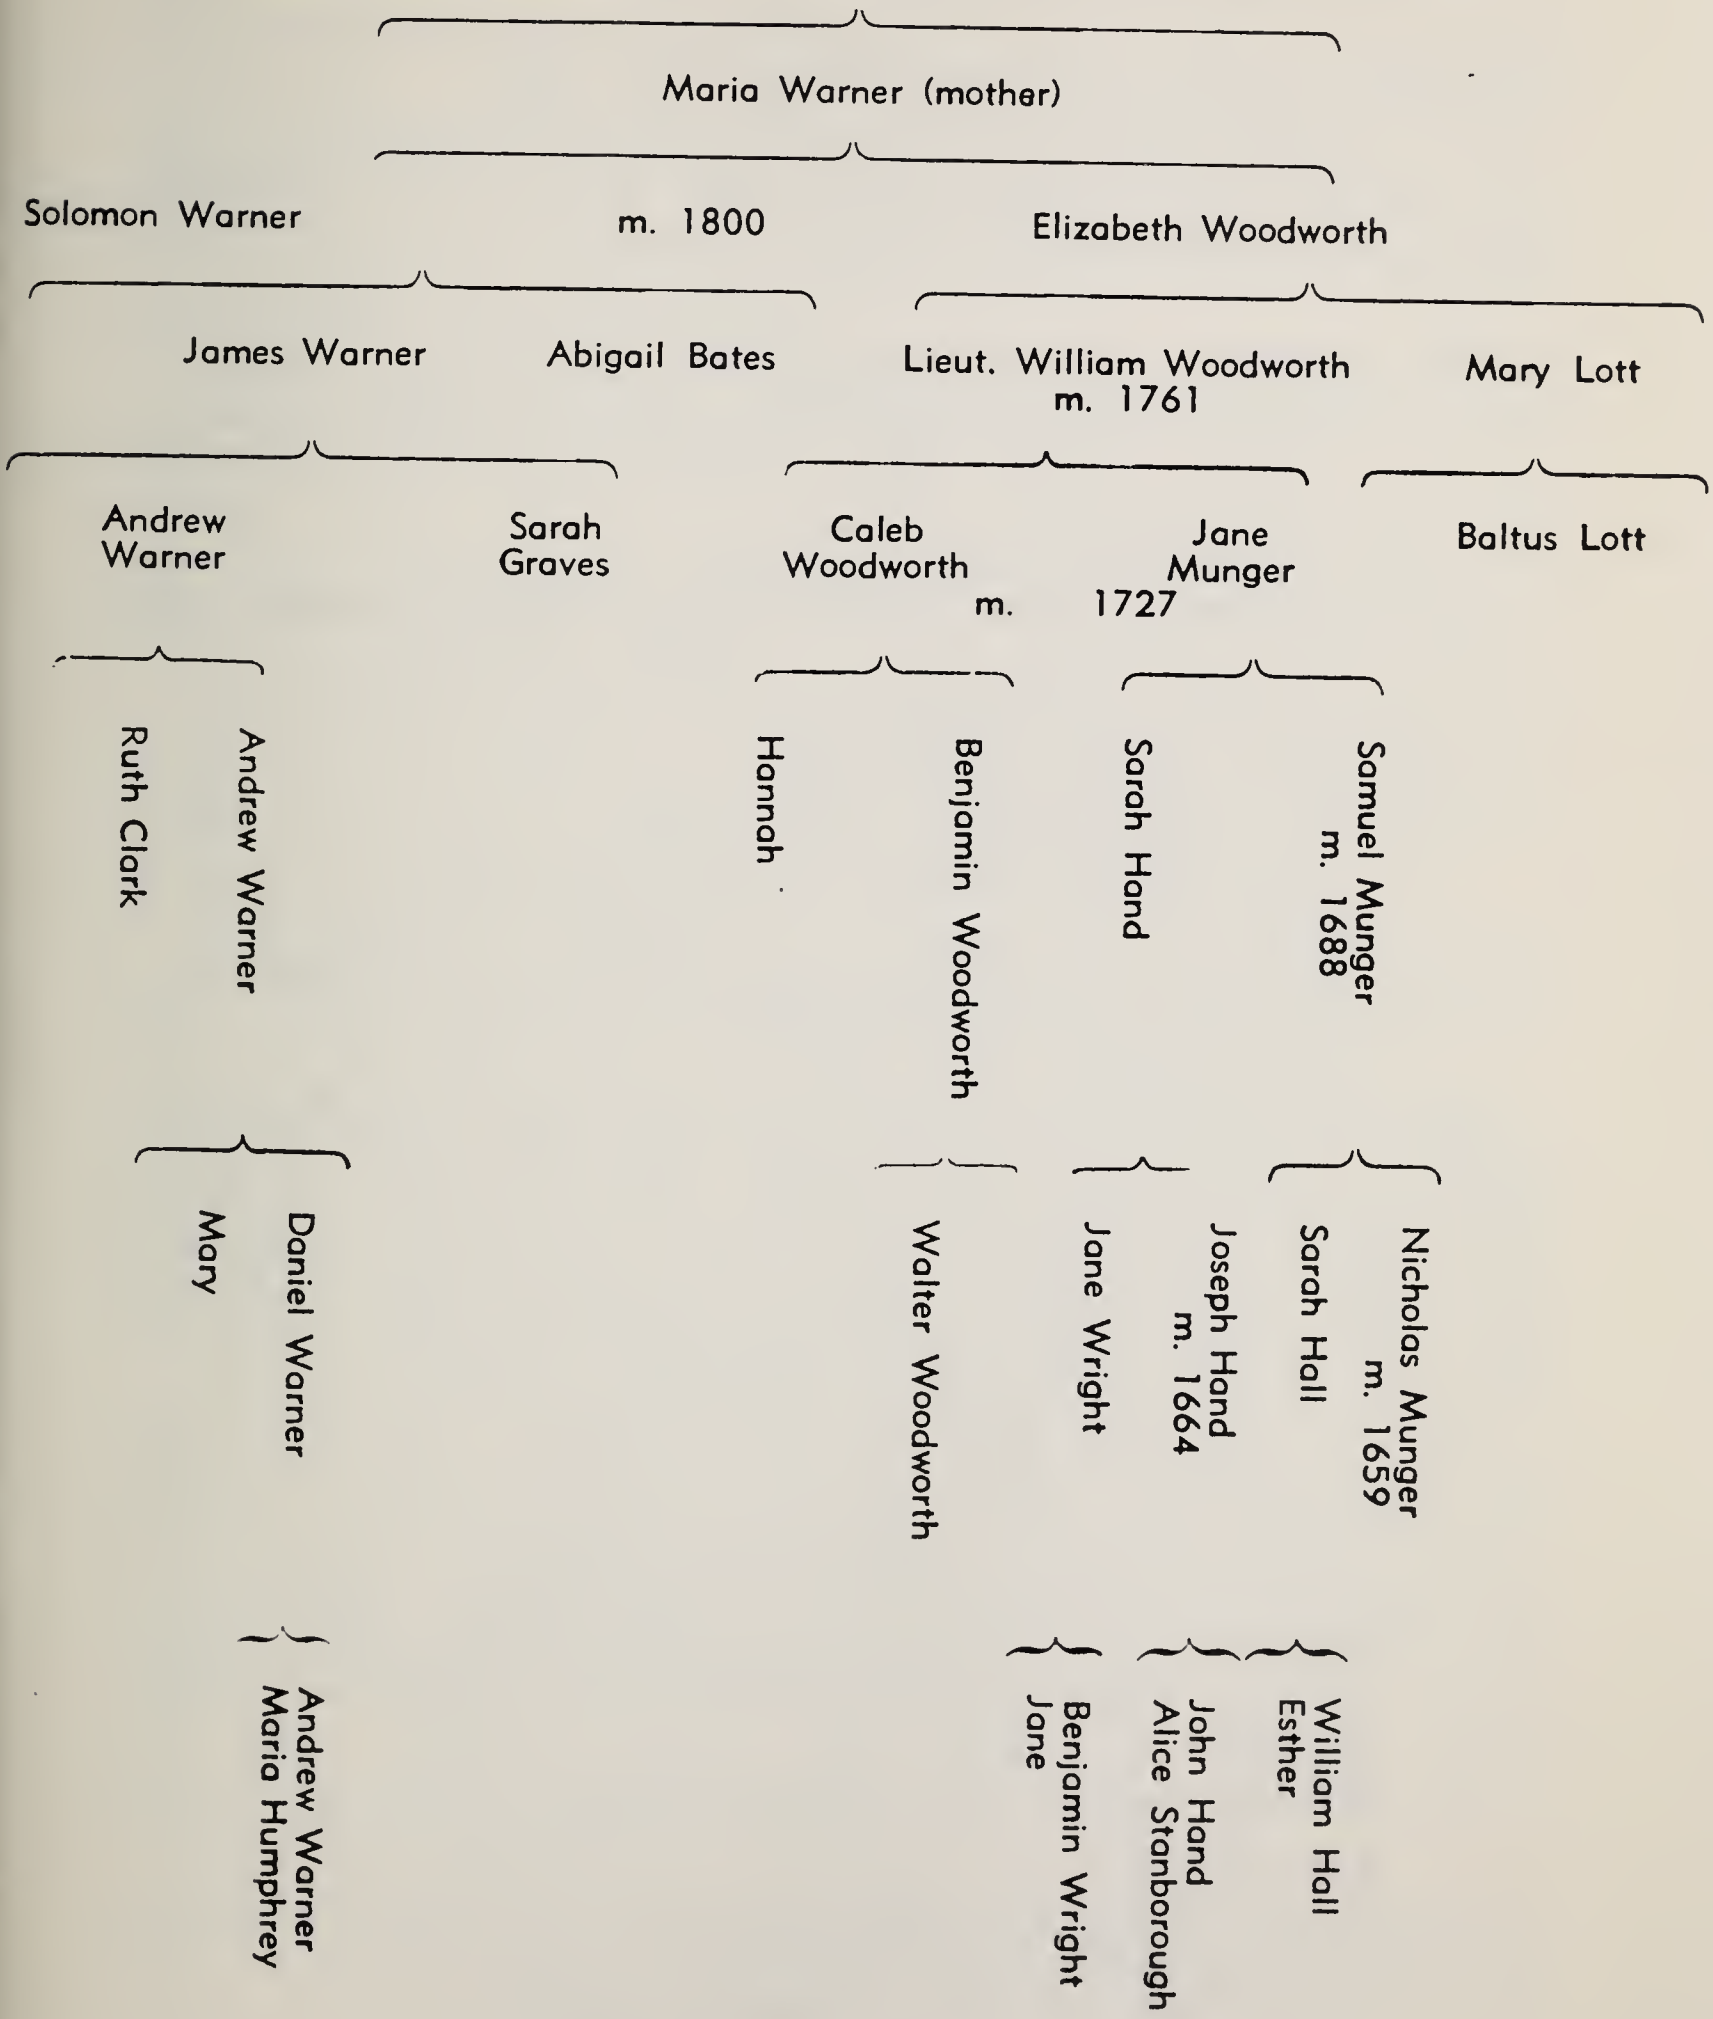 Maria Warner (mother)
Solomon Warner m. 1800 Elizabeth Woodworth
James Warner Abigail Bates Lieut. William Woodworth Mary Lott
m. 1761
Andrew Sarah Caleb Jane Baltus Lott
Warner Graves Woodworth Munger
m. 1727
Ruth Clark
Andrew Warner
Hannah
Benjamin Woodworth
Sarah Hand
Samuel Munger
m. 1688
Mary
Daniel Warner
Walter Woodworth
Jane Wright
Joseph Hand
m. 1664
Sarah Hall
Nicholas Munger
m. 1659
Andrew Warner
Maria Humphrey
Benjamin Wright
Jane
John Hand
Alice Stanborough
William Hall
Esther